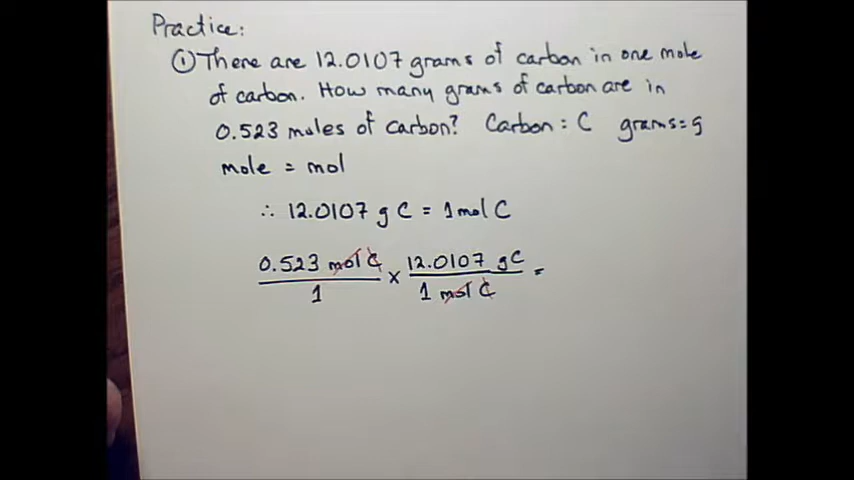 Practice:
① There are 12.0107 grams of carbon in one mole
of carbon. How many grams of carbon are in
0.523 moles of carbon? Carbon = C grams = g
mole = mol
∴ 12.0107 g C = 1 mol C
0.523 mol C / 1 × 12.0107 g C / 1 mol C =